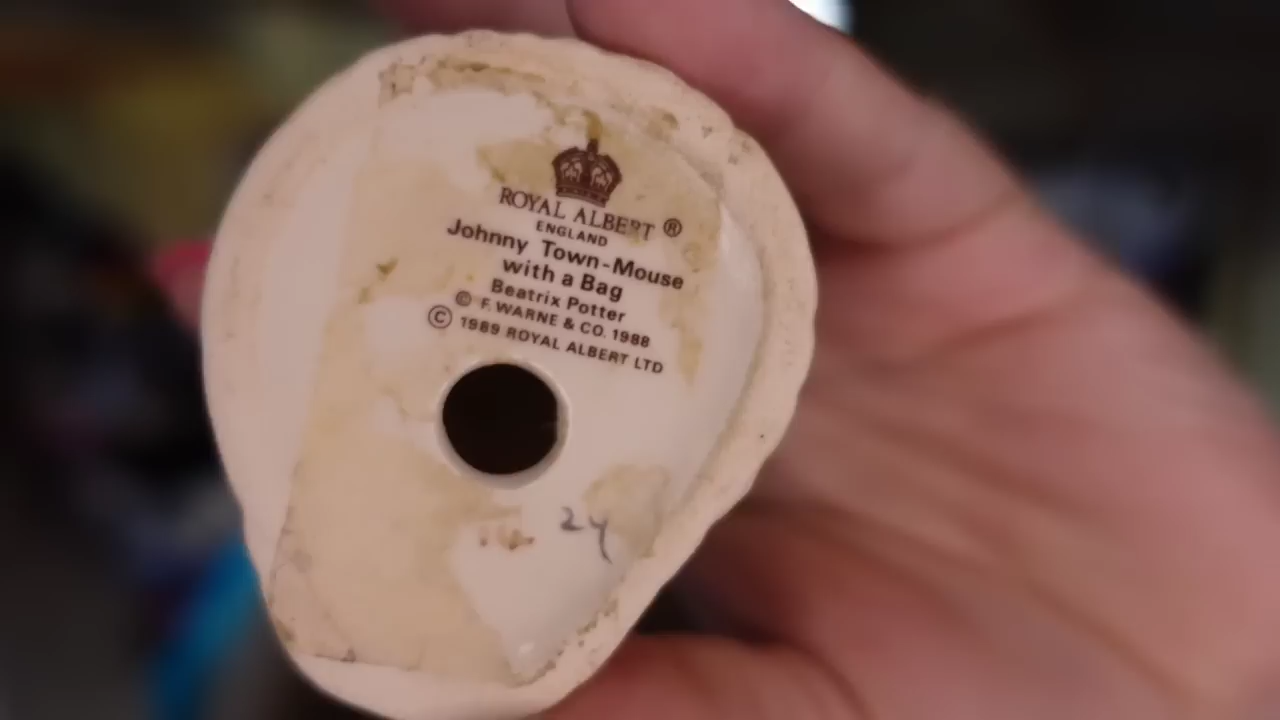 ROYAL ALBERT ®
ENGLAND
Johnny Town-Mouse
with a Bag
Beatrix Potter
© F. WARNE & CO. 1988
© 1989 ROYAL ALBERT LTD
24